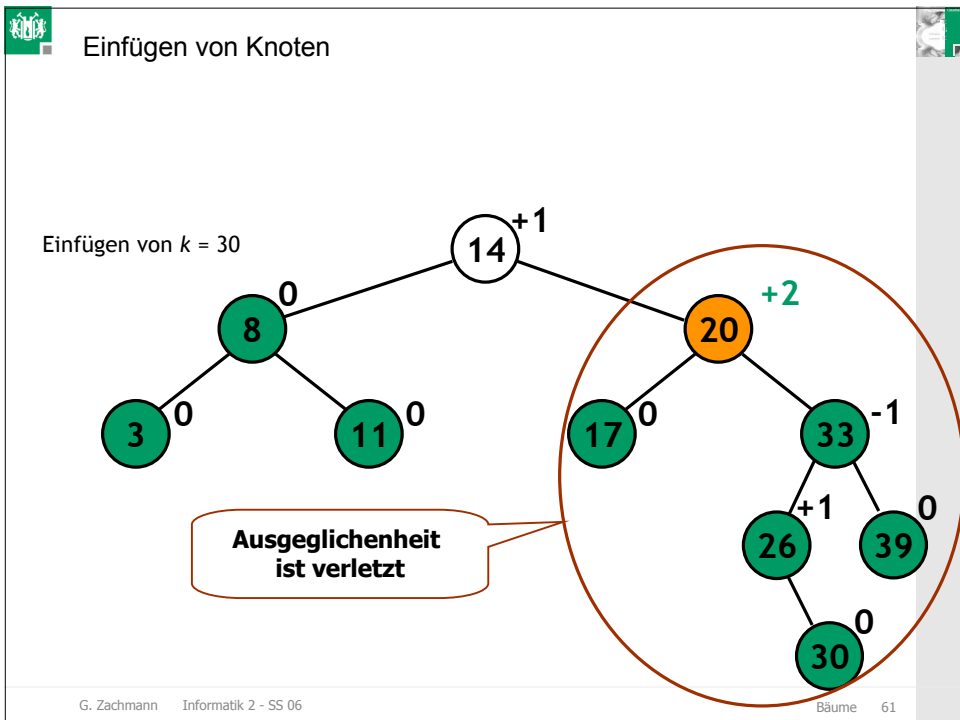 Einfügen von Knoten
Einfügen von k = 30
14 +1
8 0
20 +2
3 0
11 0
17 0
33 -1
26 +1
39 0
Ausgeglichenheit
ist verletzt
30 0
G. Zachmann Informatik 2 - SS 06 Bäume 61